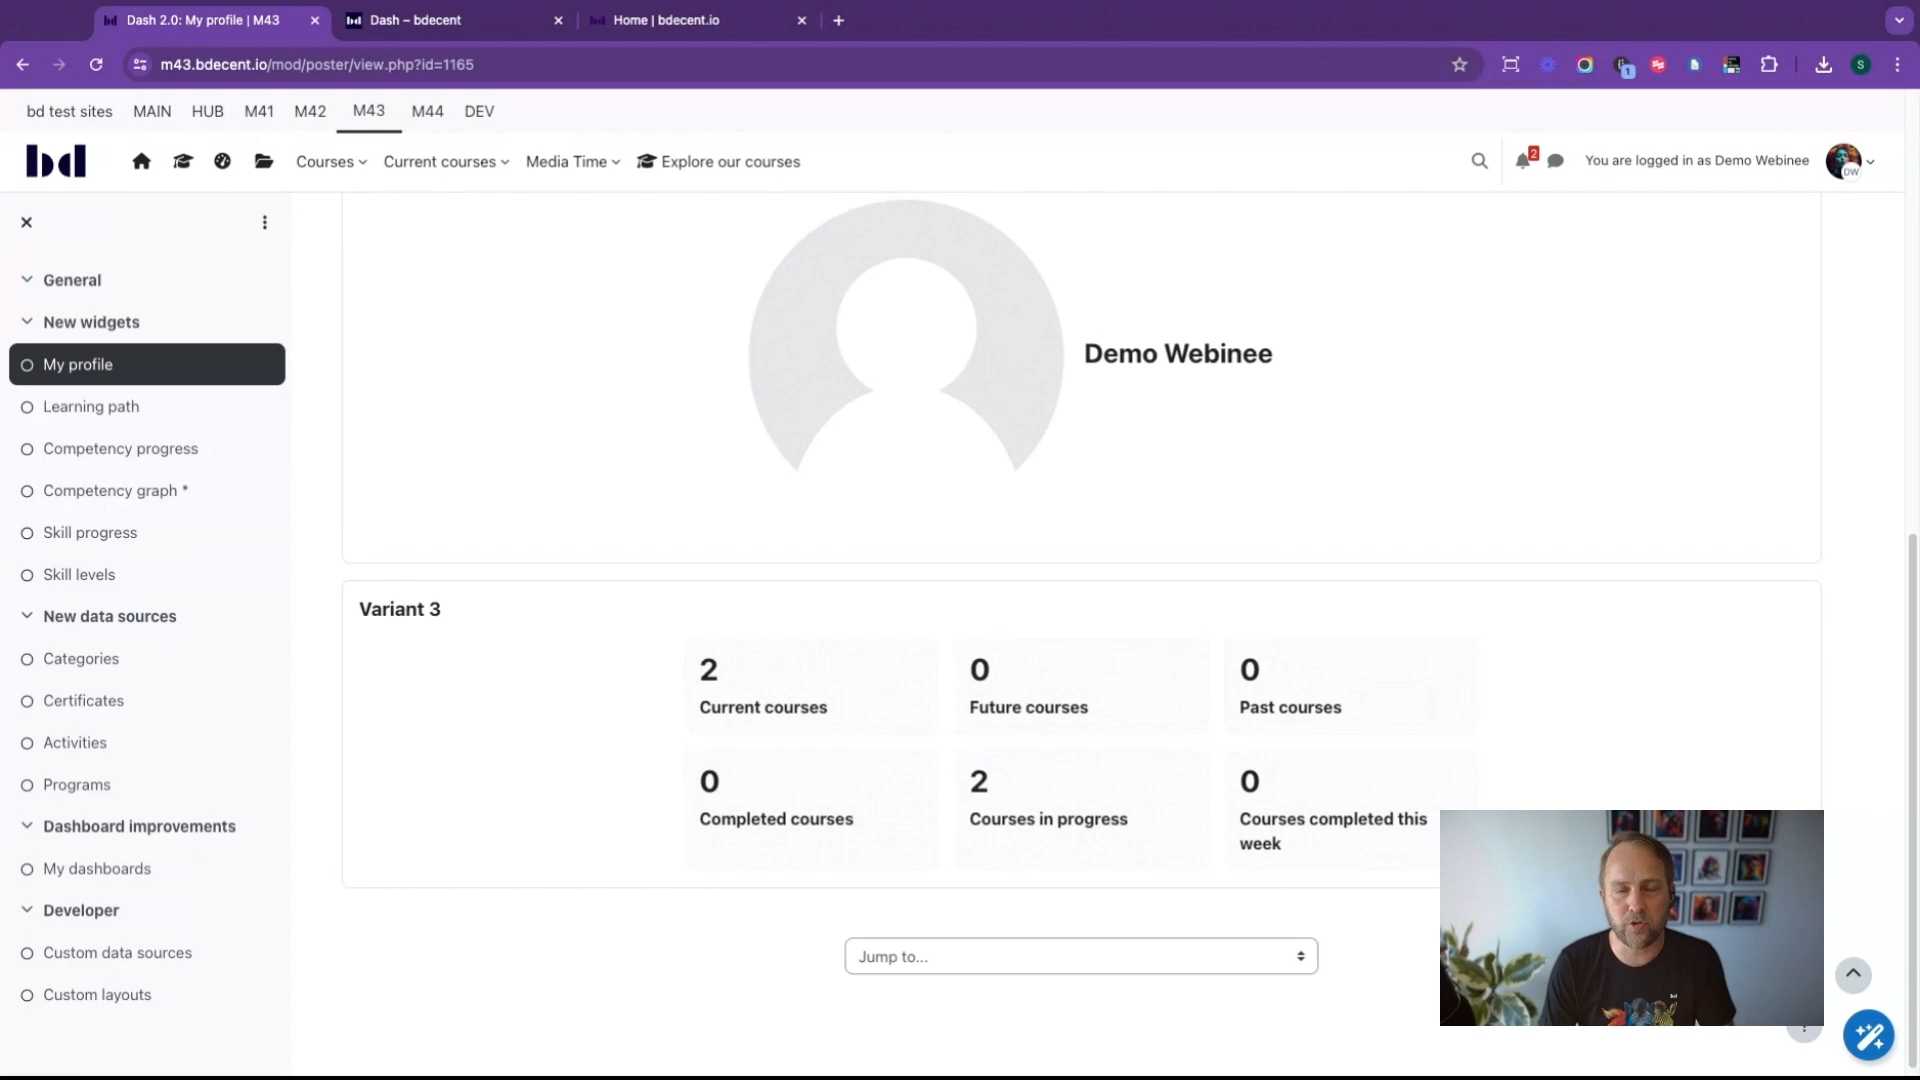 Dash 2.0: My profile | M43
Dash – bdecent
Home | bdecent.io
m43.bdecent.io/mod/poster/view.php?id=1165
1
S
bd test sites MAIN HUB M41 M42 M43 M44 DEV
bd
Courses
Current courses
Media Time
Explore our courses
2
You are logged in as Demo Webinee
DW
General
New widgets
My profile
Learning path
Competency progress
Competency graph *
Skill progress
Skill levels
New data sources
Categories
Certificates
Activities
Programs
Dashboard improvements
My dashboards
Developer
Custom data sources
Custom layouts
Demo Webinee
Variant 3
2
Current courses
0
Future courses
0
Past courses
0
Completed courses
2
Courses in progress
0
Courses completed this
week
Jump to...